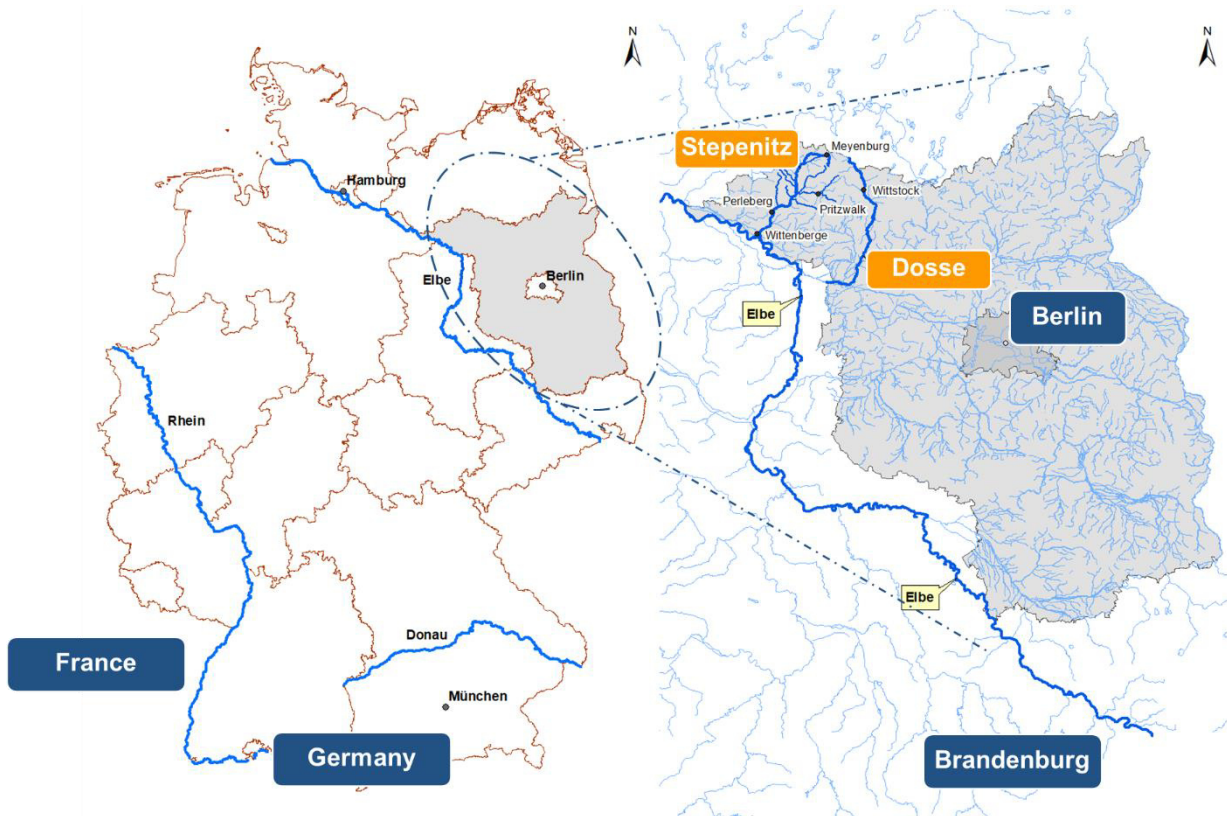 N
Hamburg
Elbe
Berlin
Rhein
Donau
München
France
Germany
N
Stepenitz
Meyenburg
Wittstock
Perleberg
Pritzwalk
Wittenberge
Dosse
Elbe
Berlin
Elbe
Brandenburg